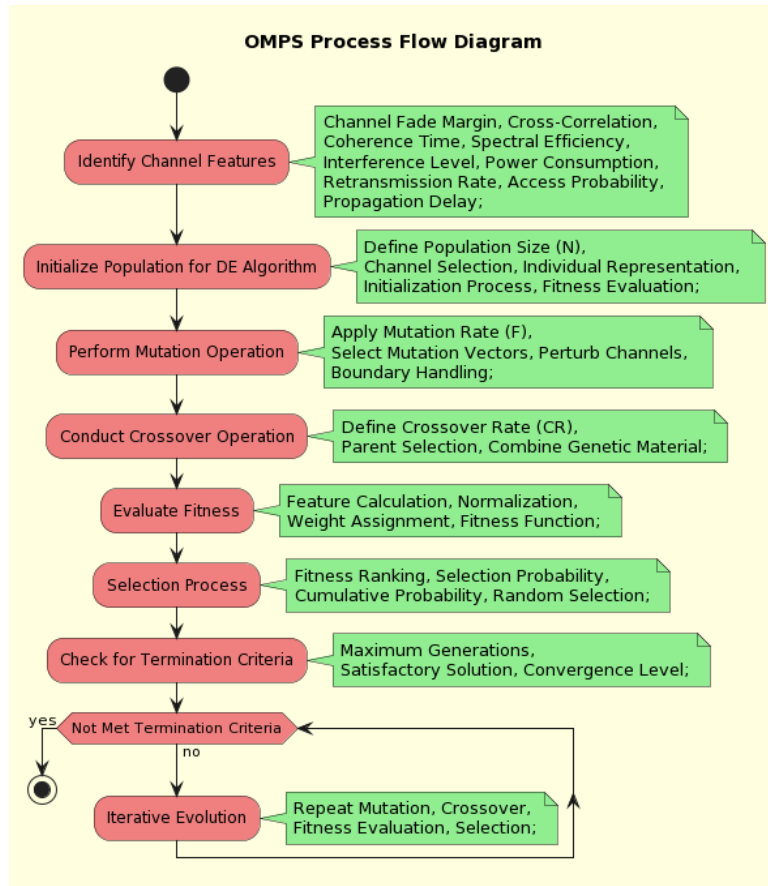 OMPS Process Flow Diagram
Identify Channel Features
Channel Fade Margin, Cross-Correlation,
Coherence Time, Spectral Efficiency,
Interference Level, Power Consumption,
Retransmission Rate, Access Probability,
Propagation Delay;
Initialize Population for DE Algorithm
Define Population Size (N),
Channel Selection, Individual Representation,
Initialization Process, Fitness Evaluation;
Perform Mutation Operation
Apply Mutation Rate (F),
Select Mutation Vectors, Perturb Channels,
Boundary Handling;
Conduct Crossover Operation
Define Crossover Rate (CR),
Parent Selection, Combine Genetic Material;
Evaluate Fitness
Feature Calculation, Normalization,
Weight Assignment, Fitness Function;
Selection Process
Fitness Ranking, Selection Probability,
Cumulative Probability, Random Selection;
Check for Termination Criteria
Maximum Generations,
Satisfactory Solution, Convergence Level;
yes
Not Met Termination Criteria
no
Iterative Evolution
Repeat Mutation, Crossover,
Fitness Evaluation, Selection;